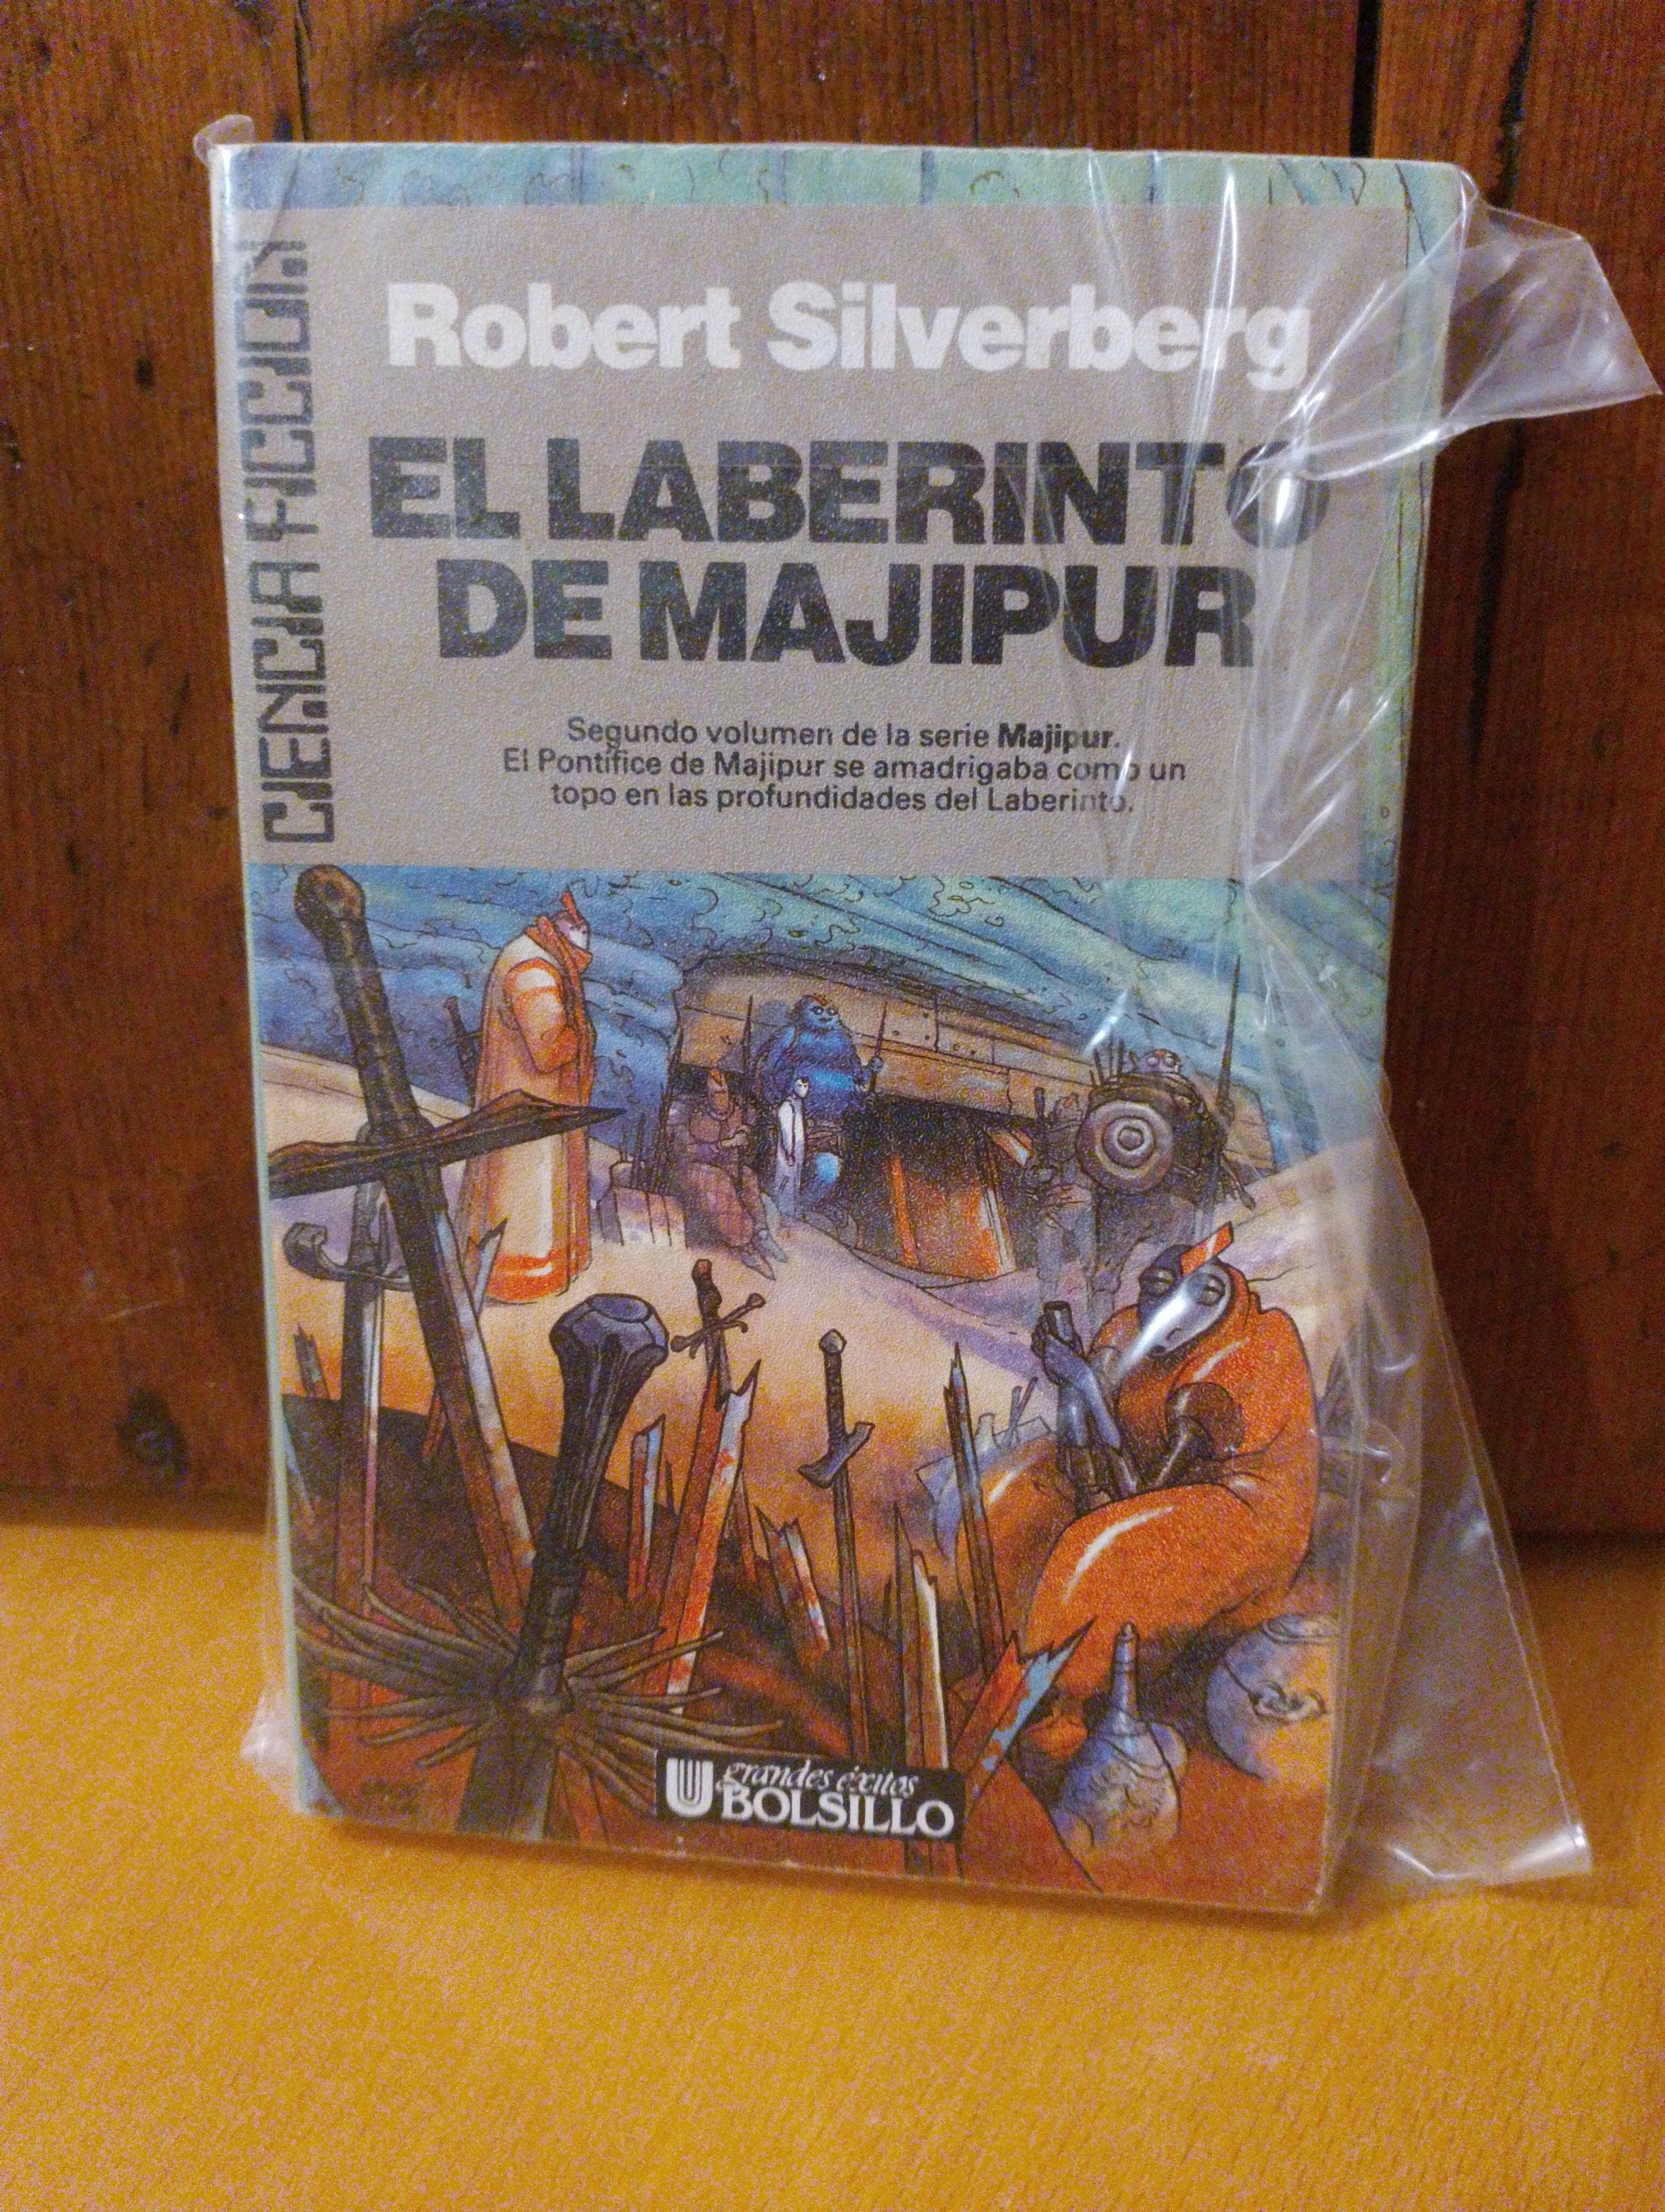 CIENCIA FICCION
Robert Silverberg
EL LABERINTO
DE MAJIPUR
Segundo volumen de la serie Majipur.
El Pontífice de Majipur se amadrigaba como un
topo en las profundidades del Laberinto.
U grandes éxitos
BOLSILLO